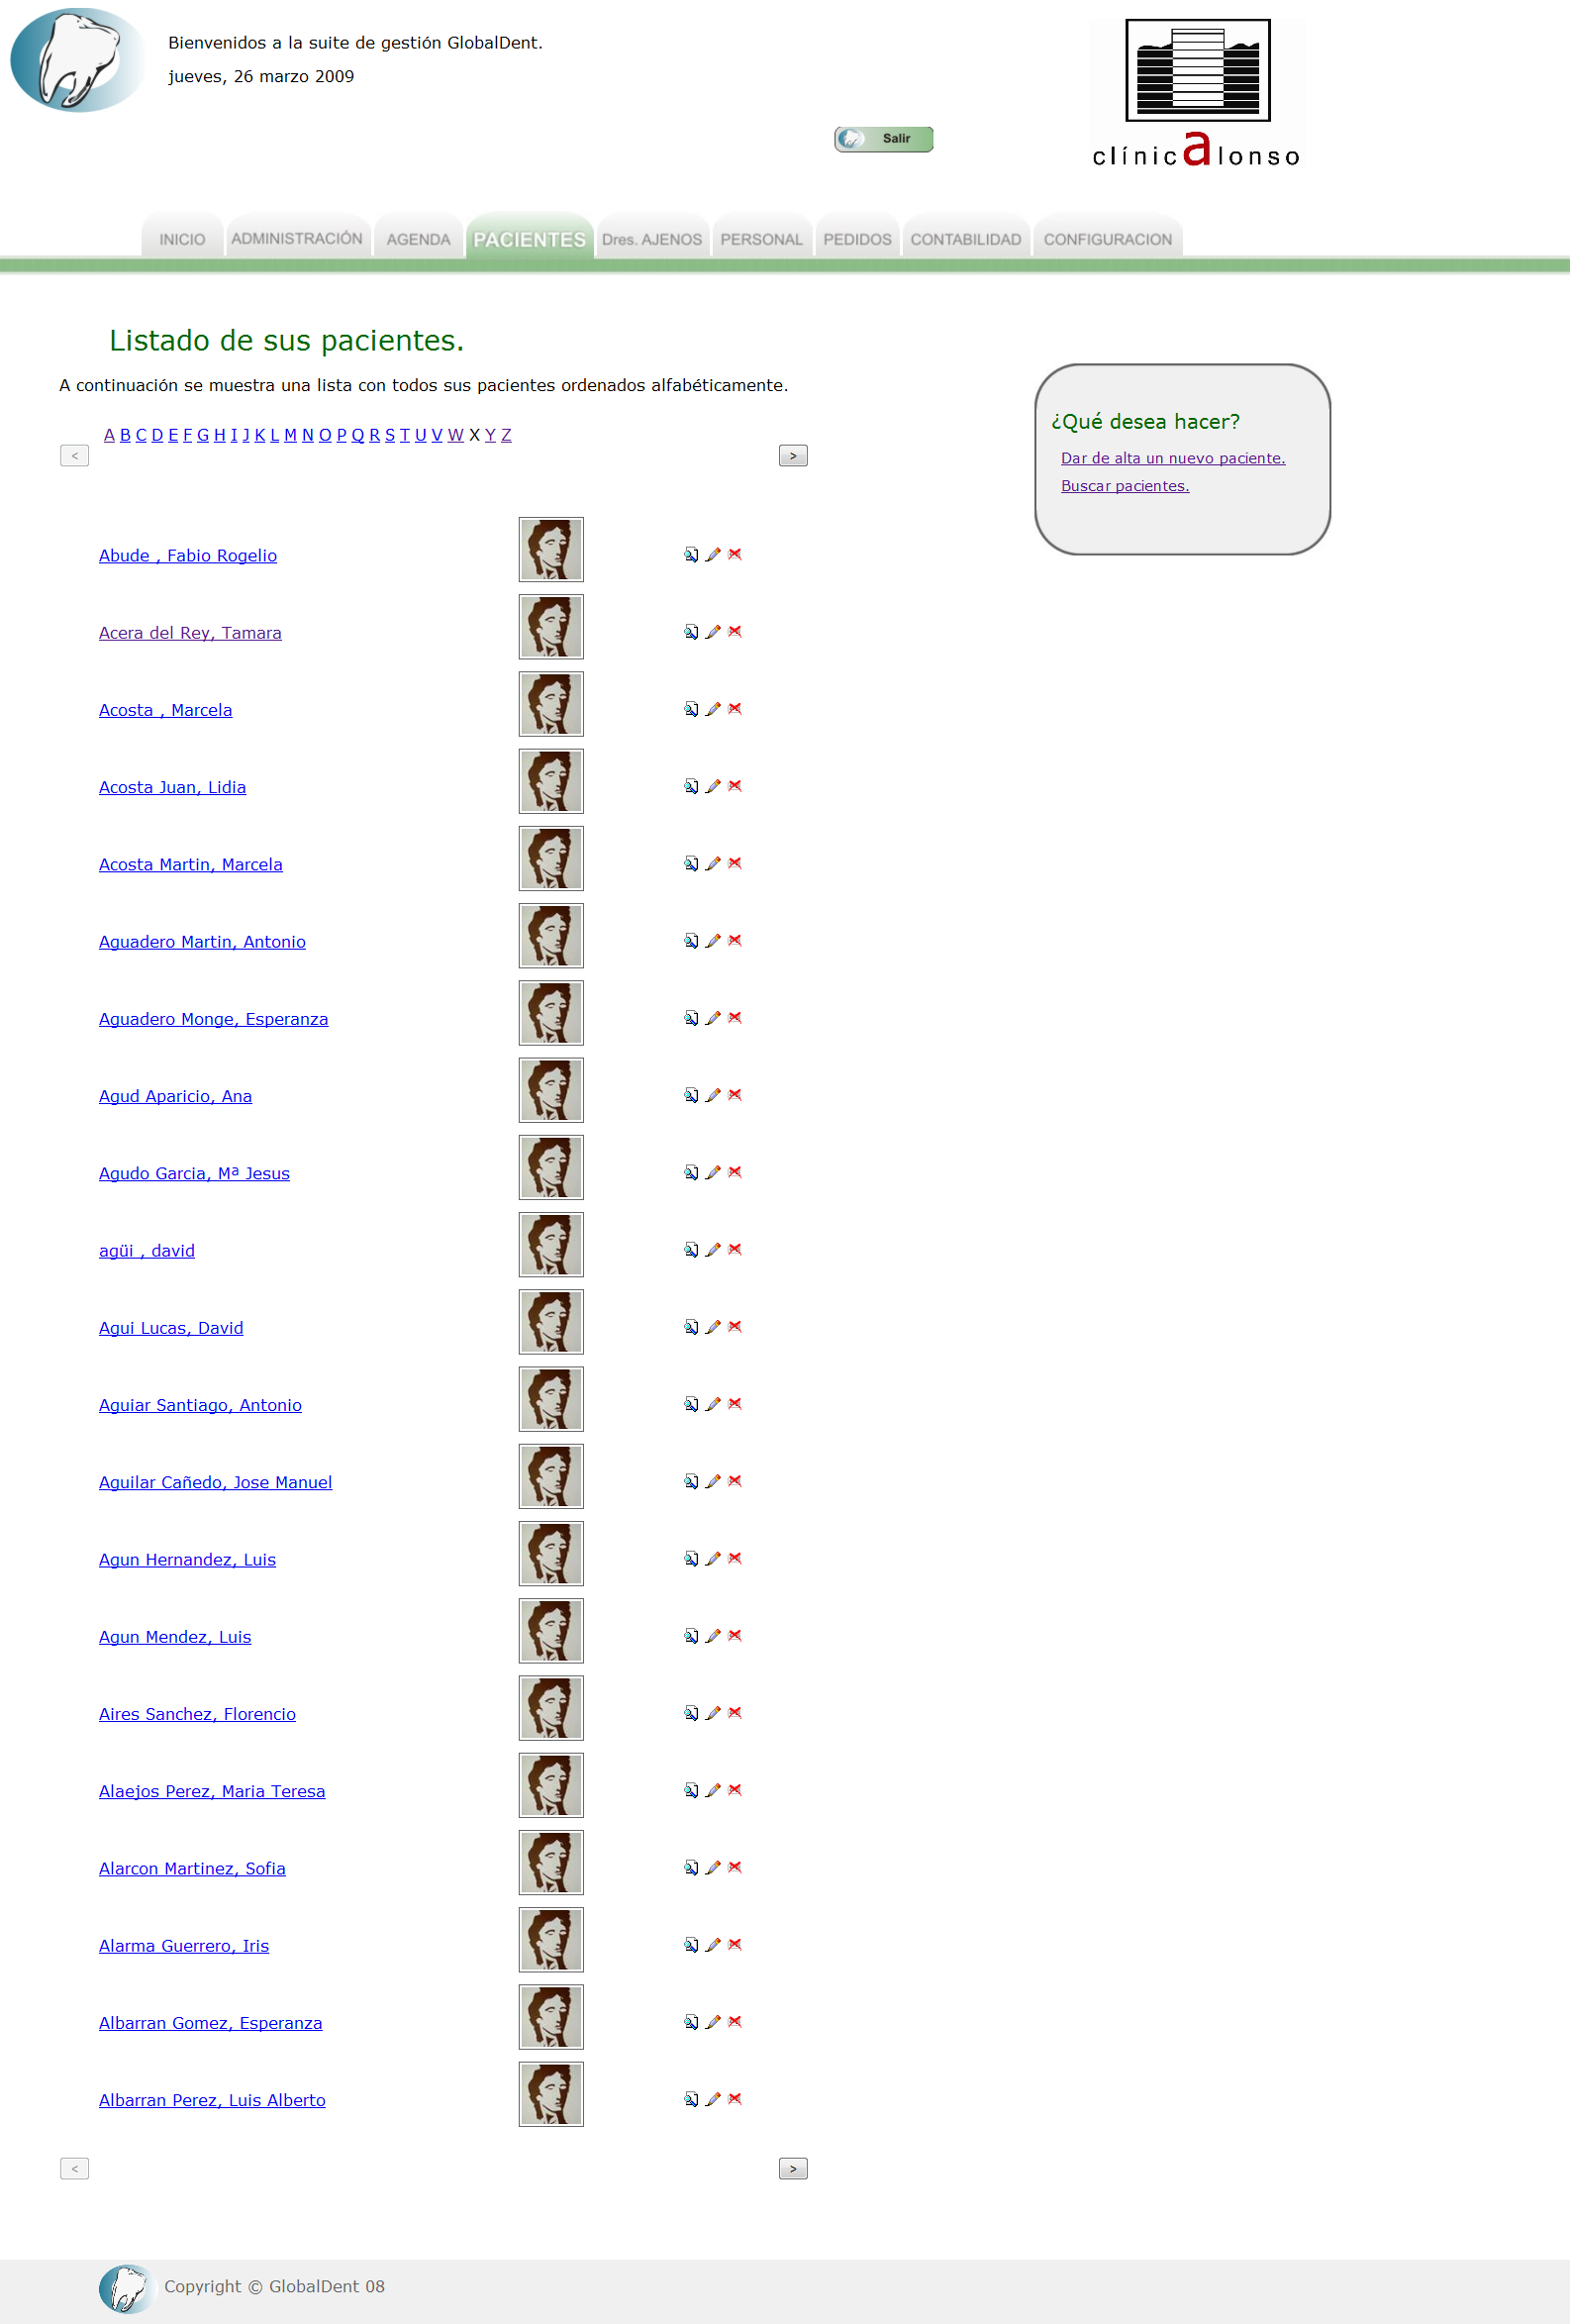 Bienvenidos a la suite de gestión GlobalDent.
jueves, 26 marzo 2009
Salir
clínicAlonso
INICIO ADMINISTRACIÓN AGENDA PACIENTES Dres. AJENOS PERSONAL PEDIDOS CONTABILIDAD CONFIGURACION
Listado de sus pacientes.
A continuación se muestra una lista con todos sus pacientes ordenados alfabéticamente.
A B C D E F G H I J K L M N O P Q R S T U V W X Y Z
< >
¿Qué desea hacer?
Dar de alta un nuevo paciente.
Buscar pacientes.
Abude , Fabio Rogelio
Acera del Rey, Tamara
Acosta , Marcela
Acosta Juan, Lidia
Acosta Martin, Marcela
Aguadero Martin, Antonio
Aguadero Monge, Esperanza
Agud Aparicio, Ana
Agudo Garcia, Mª Jesus
agüi , david
Agui Lucas, David
Aguiar Santiago, Antonio
Aguilar Cañedo, Jose Manuel
Agun Hernandez, Luis
Agun Mendez, Luis
Aires Sanchez, Florencio
Alaejos Perez, Maria Teresa
Alarcon Martinez, Sofia
Alarma Guerrero, Iris
Albarran Gomez, Esperanza
Albarran Perez, Luis Alberto
< >
Copyright © GlobalDent 08